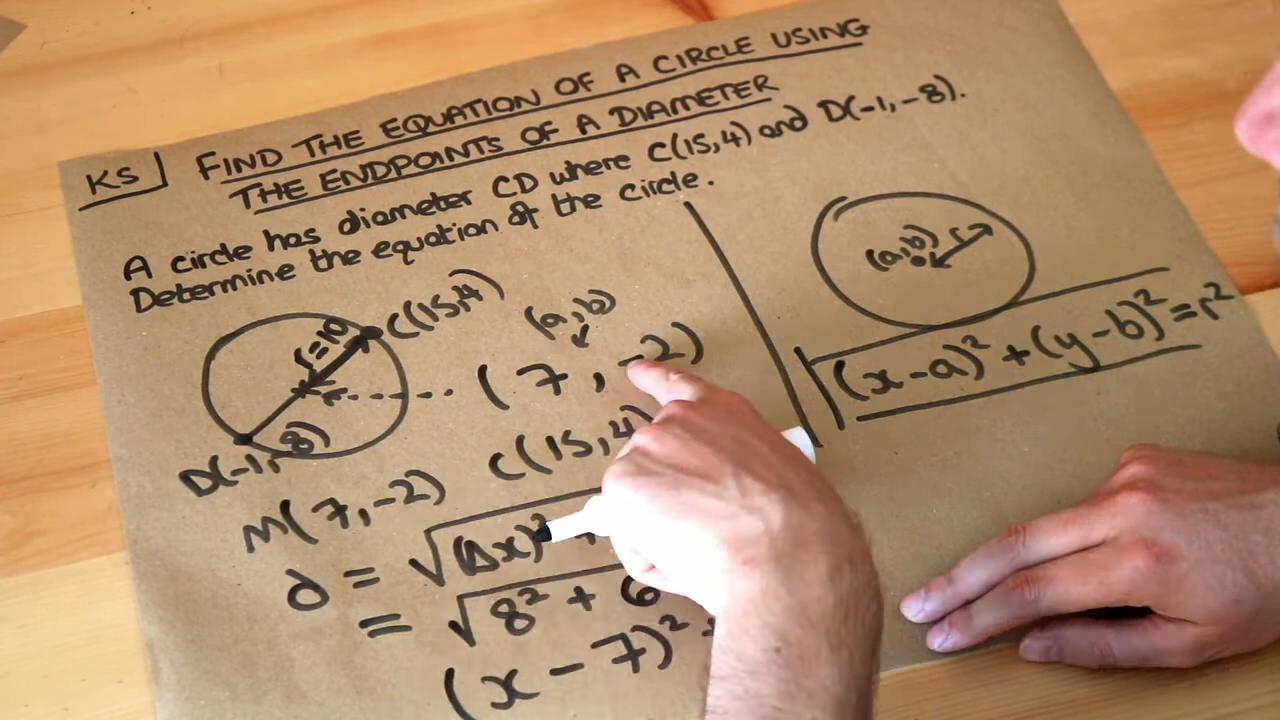 K5
FIND THE EQUATION OF A CIRCLE USING
THE ENDPOINTS OF A DIAMETER
A circle has diameter CD where C(15,4) and D(-1,-8).
Determine the equation of the circle.
C(15,4)
r=10
D(-1,-8)
(a,b)
(7,-2)
M(7,-2) C(15,4
d = √(Δx)² +
= √8² + 6
(x-7)²
(a,b) r
(x-a)²+(y-b)²=r²